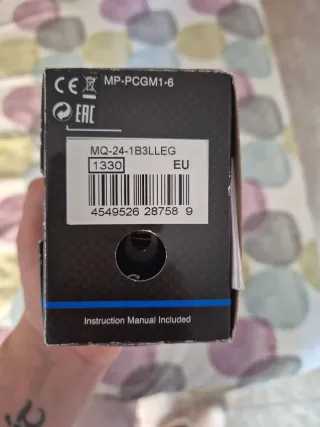 CE MP-PCGM1-6
EAC
MQ-24-1B3LLEG
1330 EU
4549526 28758 9
Instruction Manual Included